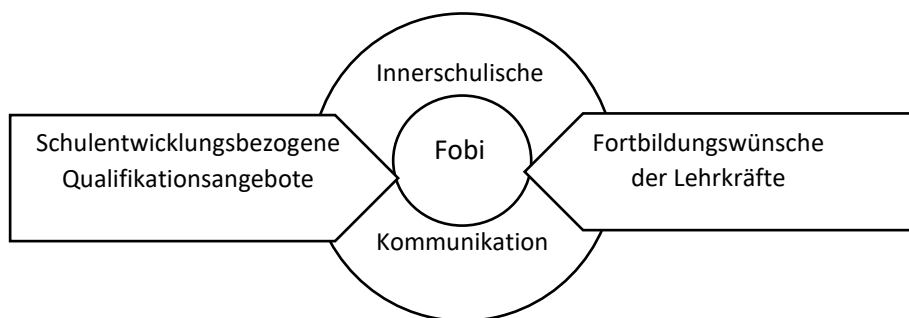 Innerschulische
Schulentwicklungsbezogene
Qualifikationsangebote
Fobi
Fortbildungswünsche
der Lehrkräfte
Kommunikation